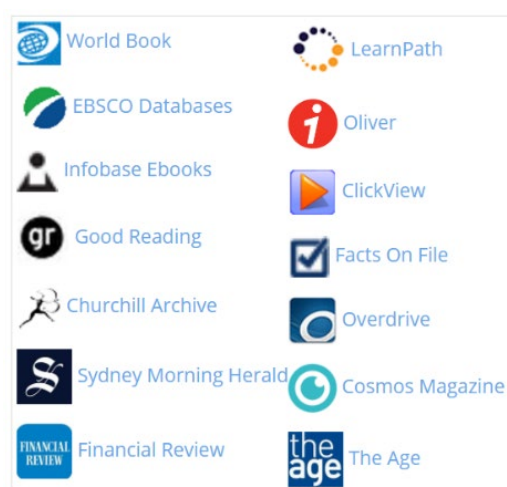 World Book
EBSCO Databases
Infobase Ebooks
gr Good Reading
Churchill Archive
S Sydney Morning Herald
FINANCIAL
REVIEW
Financial Review
LearnPath
i Oliver
ClickView
Facts On File
Overdrive
Cosmos Magazine
the
age
The Age